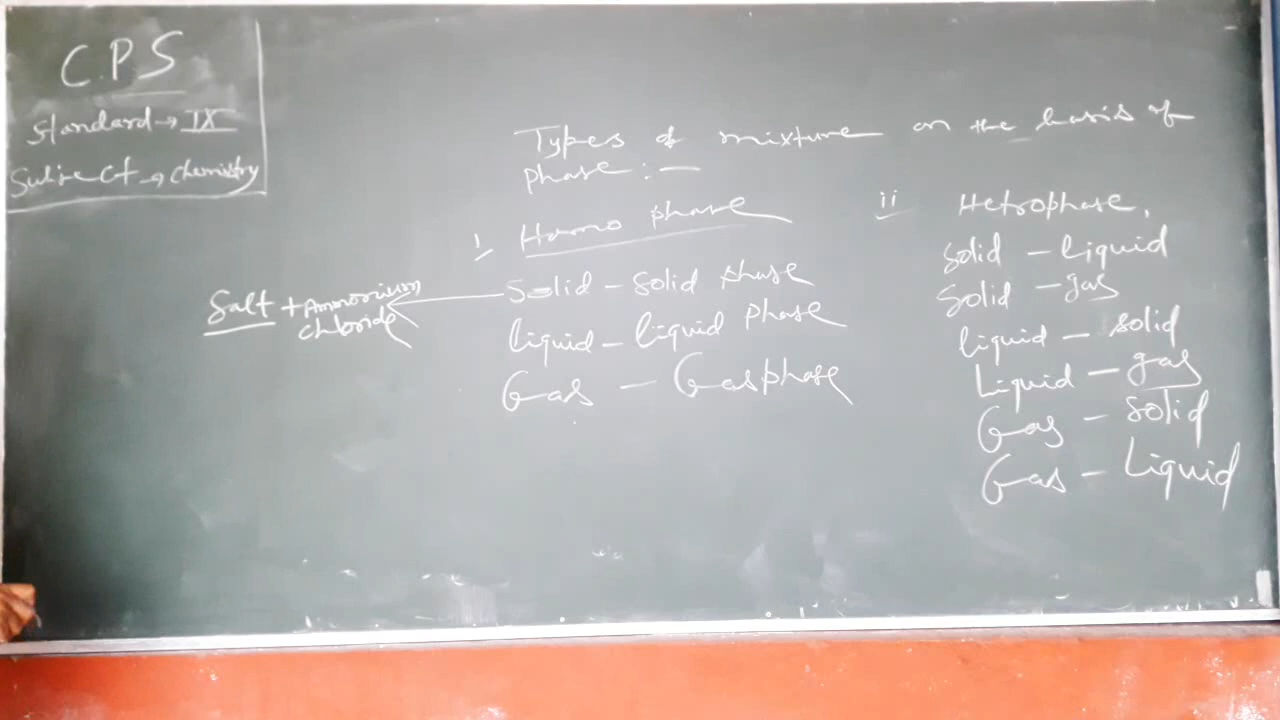 C.P.S
Standard → IX
Subject → chemistry
Types of mixture on the basis of
phase : —
i Homo phase
Solid - Solid phase
Salt + Ammonium
chloride
liquid - liquid phase
Gas - Gas phase
ii Hetrophase,
Solid - Liquid
Solid - gas
liquid - solid
Liquid - gas
Gas - Solid
Gas - Liquid